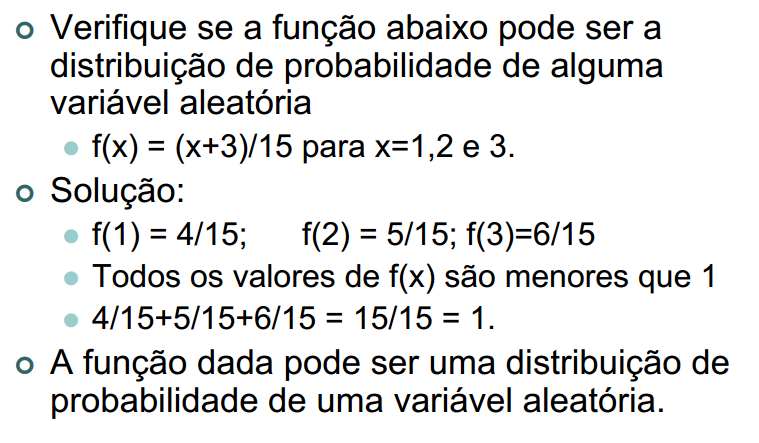 Verifique se a função abaixo pode ser a
distribuição de probabilidade de alguma
variável aleatória
f(x) = (x+3)/15 para x=1,2 e 3.
Solução:
f(1) = 4/15; f(2) = 5/15; f(3)=6/15
Todos os valores de f(x) são menores que 1
4/15+5/15+6/15 = 15/15 = 1.
A função dada pode ser uma distribuição de
probabilidade de uma variável aleatória.